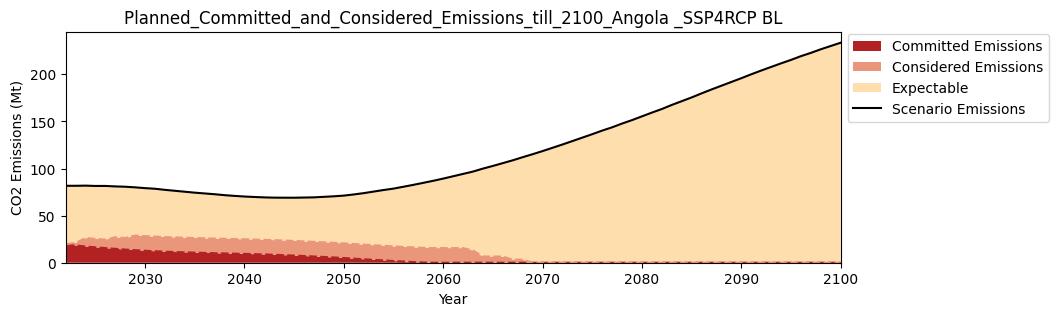 Planned_Committed_and_Considered_Emissions_till_2100_Angola _SSP4RCP BL
CO2 Emissions (Mt)
200
150
100
50
0
2030 2040 2050 2060 2070 2080 2090 2100
Year
Committed Emissions
Considered Emissions
Expectable
Scenario Emissions